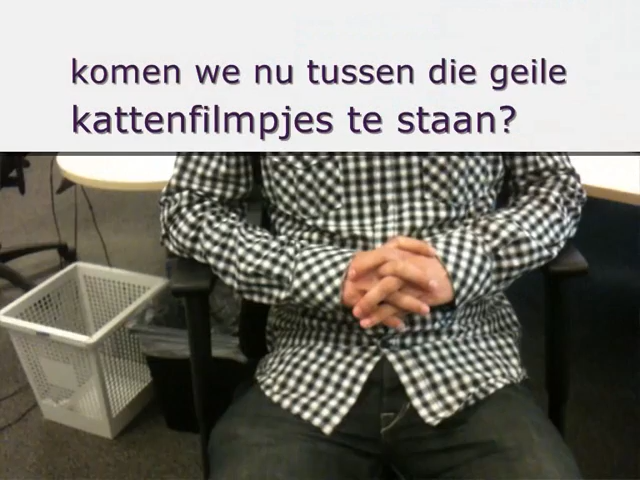 komen we nu tussen die geile
kattenfilmpjes te staan?